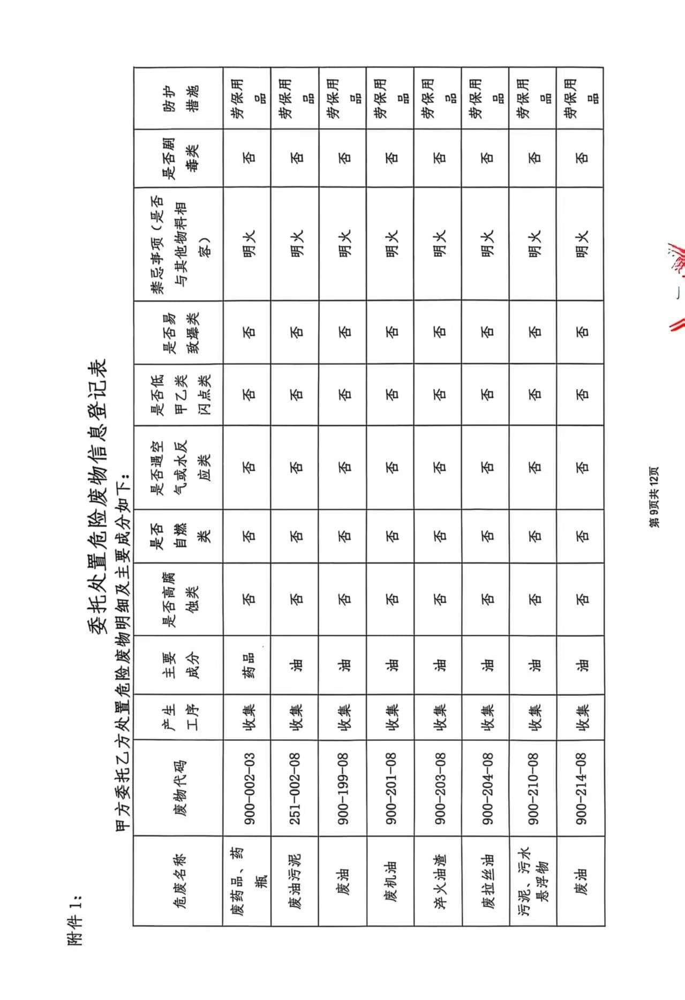 附件 1:
委托处置危险废物信息登记表
甲方委托乙方处置危险废物明细及主要成分如下:
危废名称 废物代码 产生工序 主要成分 是否高腐蚀类 是否自燃类 是否遇空气或水反应类 是否低甲乙类闪点类 是否易致爆类 禁忌事项(是否与其他物料相容) 是否剧毒类 防护措施
废药品、药瓶 900-002-03 收集 药品 否 否 否 否 否 明火 否 劳保用品
废油污泥 251-002-08 收集 油 否 否 否 否 否 明火 否 劳保用品
废油 900-199-08 收集 油 否 否 否 否 否 明火 否 劳保用品
废机油 900-201-08 收集 油 否 否 否 否 否 明火 否 劳保用品
淬火油渣 900-203-08 收集 油 否 否 否 否 否 明火 否 劳保用品
废拉丝油 900-204-08 收集 油 否 否 否 否 否 明火 否 劳保用品
污泥、污水悬浮物 900-210-08 收集 油 否 否 否 否 否 明火 否 劳保用品
废油 900-214-08 收集 油 否 否 否 否 否 明火 否 劳保用品
第 9页共 12页